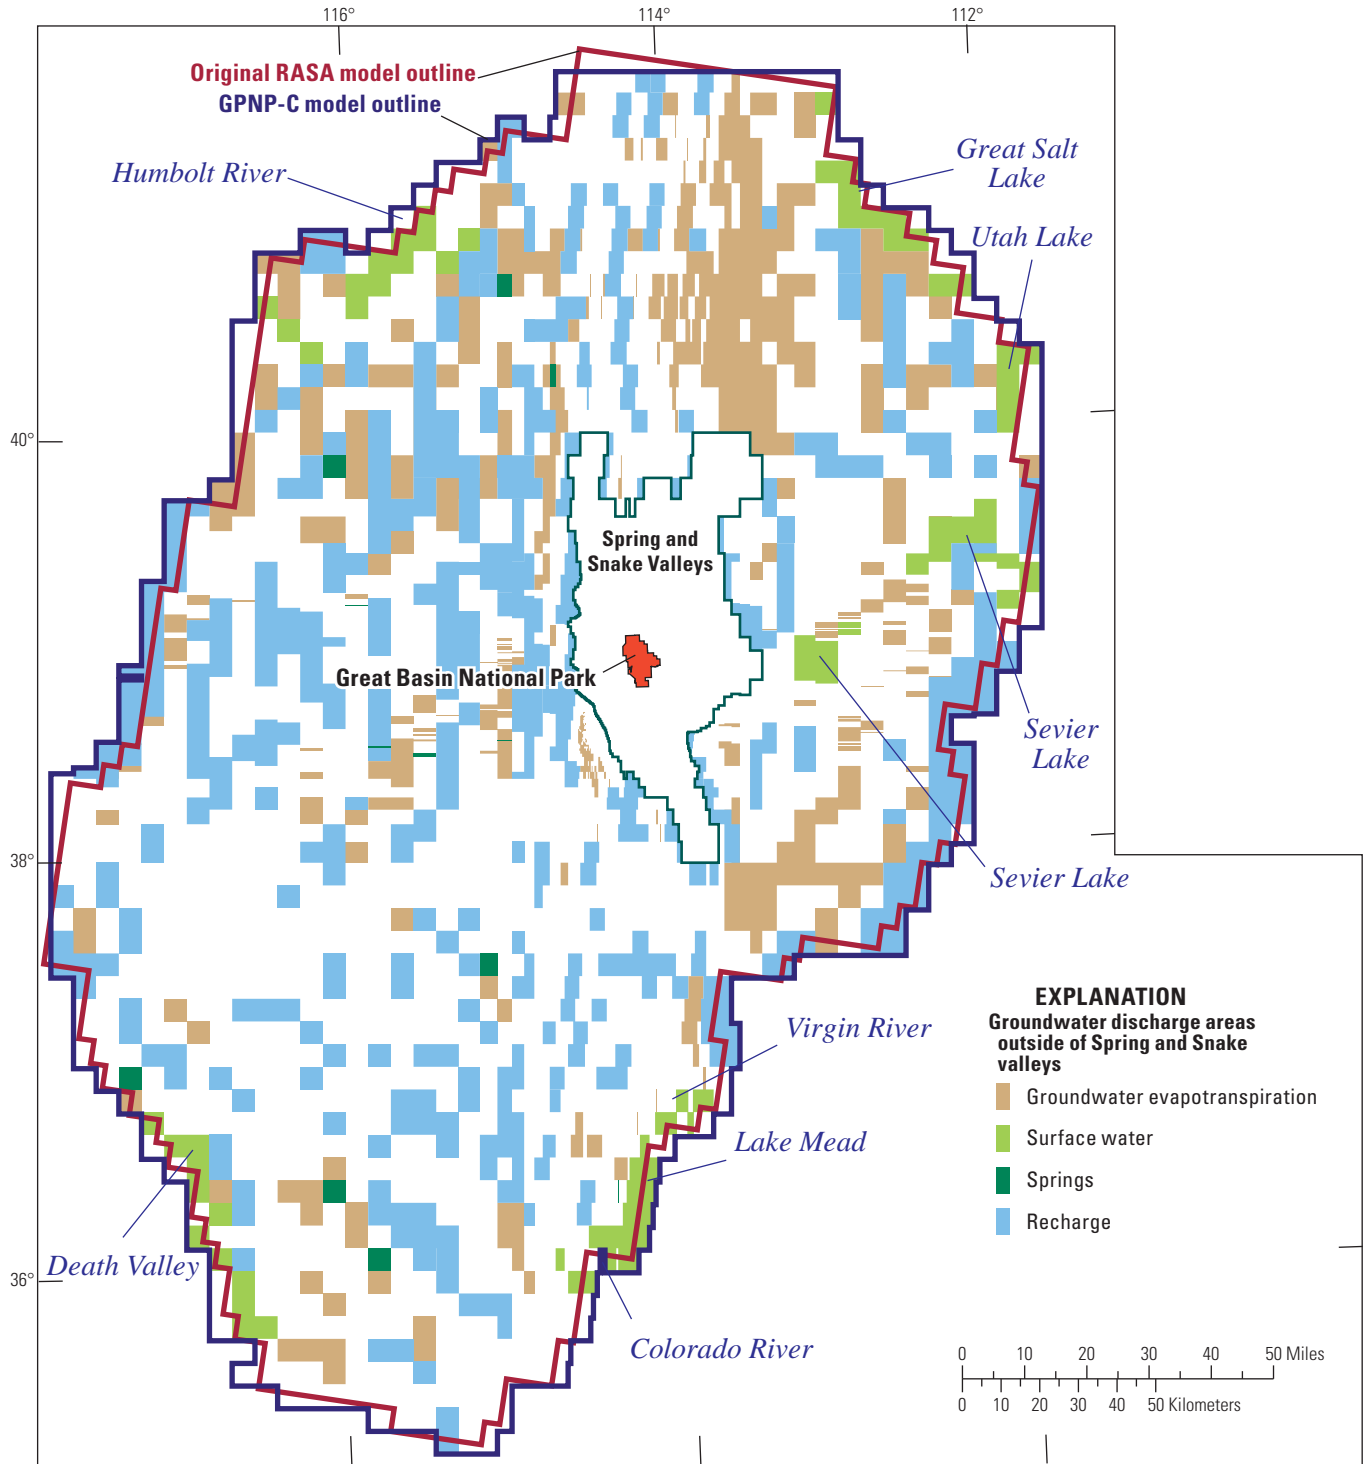 116°
114°
112°
Original RASA model outline
GPNP-C model outline
Humbolt River
Great Salt
Lake
Utah Lake
40°
Spring and
Snake Valleys
Great Basin National Park
Sevier
Lake
38°
Sevier Lake
EXPLANATION
Groundwater discharge areas
outside of Spring and Snake
valleys
Groundwater evapotranspiration
Surface water
Springs
Recharge
Virgin River
Lake Mead
Death Valley
36°
Colorado River
0 10 20 30 40 50 Miles
0 10 20 30 40 50 Kilometers